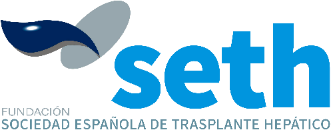 seth
FUNDACIÓN
SOCIEDAD ESPAÑOLA DE TRASPLANTE HEPÁTICO